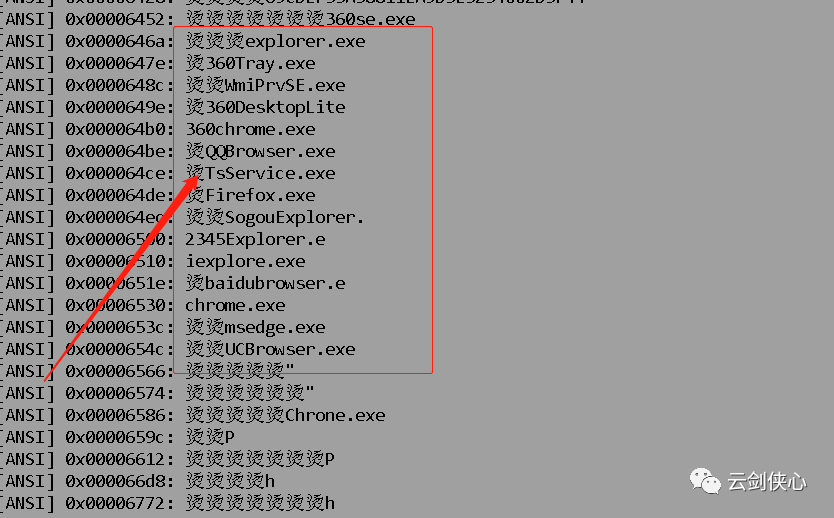 [ANSI] 0x00006452: 烫烫烫烫烫烫烫360se.exe
[ANSI] 0x0000646a: 烫烫烫explorer.exe
[ANSI] 0x0000647e: 烫360Tray.exe
[ANSI] 0x0000648c: 烫烫WmiPrvSE.exe
[ANSI] 0x0000649e: 烫360DesktopLite
[ANSI] 0x000064b0: 360chrome.exe
[ANSI] 0x000064be: 烫QQBrowser.exe
[ANSI] 0x000064ce: 烫TsService.exe
[ANSI] 0x000064de: 烫Firefox.exe
[ANSI] 0x000064ec: 烫烫SogouExplorer.
[ANSI] 0x00006500: 2345Explorer.e
[ANSI] 0x00006510: iexplore.exe
[ANSI] 0x0000651e: 烫baidubrowser.e
[ANSI] 0x00006530: chrome.exe
[ANSI] 0x0000653c: 烫烫msedge.exe
[ANSI] 0x0000654c: 烫烫UCBrowser.exe
[ANSI] 0x00006566: 烫烫烫烫烫"
[ANSI] 0x00006574: 烫烫烫烫烫烫"
[ANSI] 0x00006586: 烫烫烫烫烫Chrone.exe
[ANSI] 0x0000659c: 烫烫P
[ANSI] 0x00006612: 烫烫烫烫烫烫烫P
[ANSI] 0x000066d8: 烫烫烫烫h
[ANSI] 0x00006772: 烫烫烫烫烫烫烫h
云剑侠心